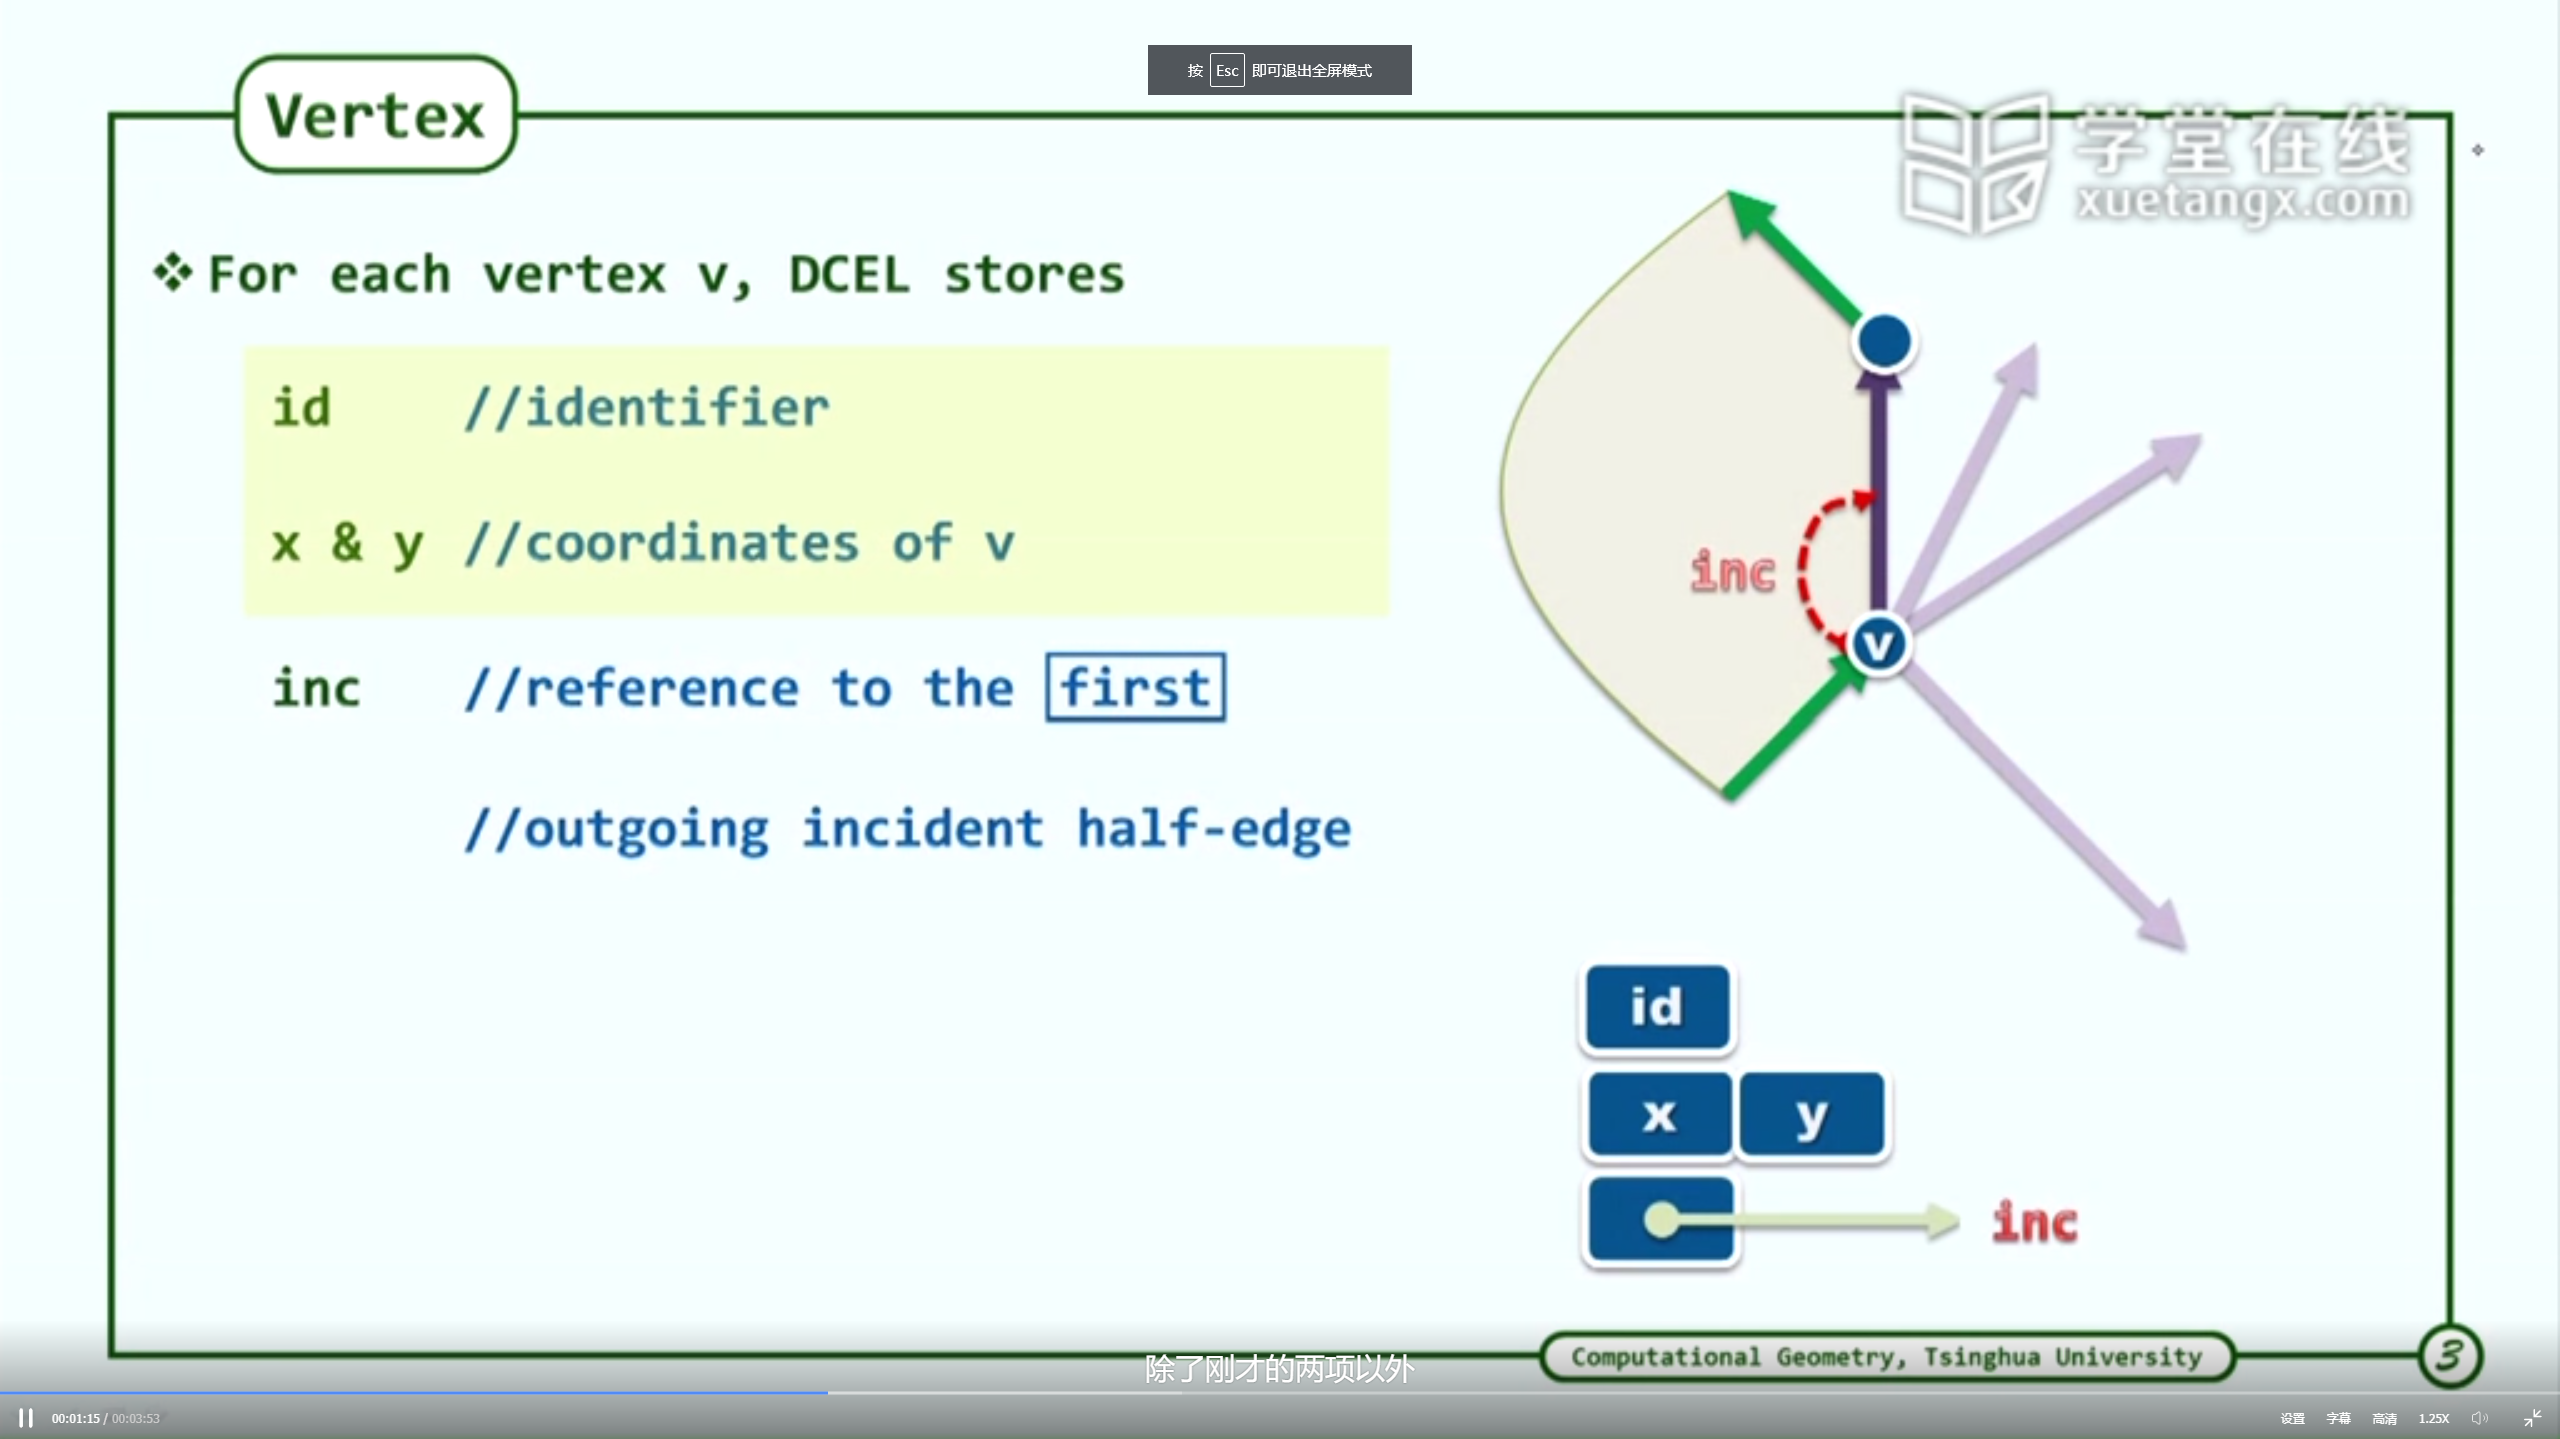 按 Esc 即可退出全屏模式
Vertex
学堂在线
xuetangx.com
❖ For each vertex v, DCEL stores
id //identifier
x & y //coordinates of v
inc //reference to the first
//outgoing incident half-edge
inc
v
id
x y
inc
Computational Geometry, Tsinghua University 3
除了刚才的两项以外
00:01:15 / 00:03:53 设置 字幕 高清 1.25X